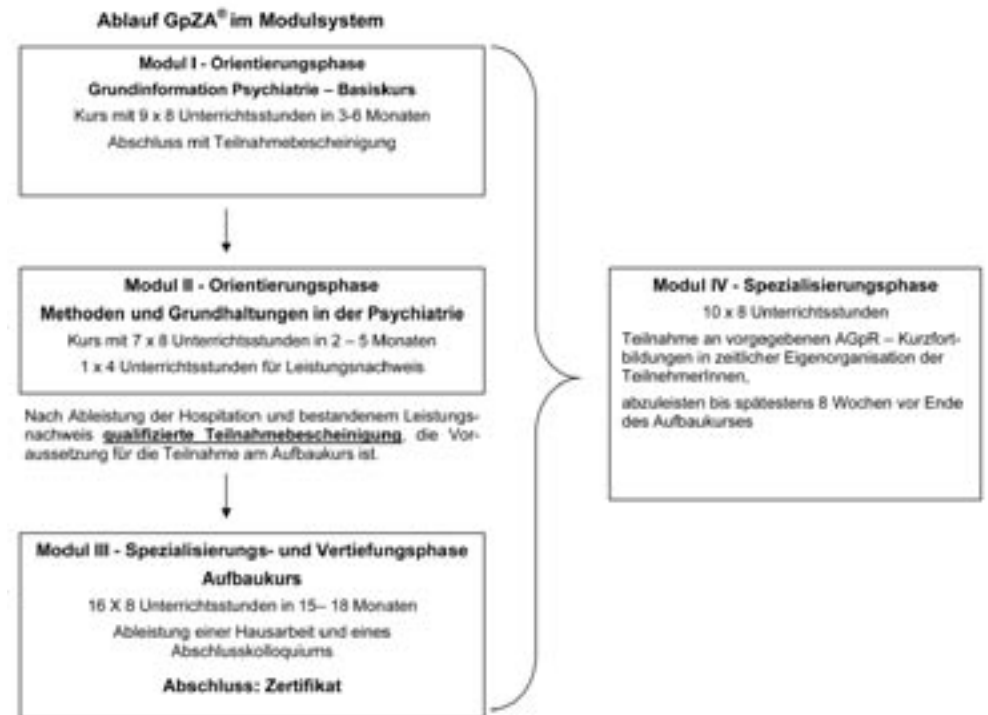 Ablauf GpZA® im Modulsystem
Modul I - Orientierungsphase
Grundinformation Psychiatrie – Basiskurs
Kurs mit 9 x 8 Unterrichtsstunden in 3-6 Monaten
Abschluss mit Teilnahmebescheinigung
Modul II - Orientierungsphase
Methoden und Grundhaltungen in der Psychiatrie
Kurs mit 7 x 8 Unterrichtsstunden in 2 – 5 Monaten
1 x 4 Unterrichtsstunden für Leistungsnachweis
Nach Ableistung der Hospitation und bestandenem Leistungs-
nachweis qualifizierte Teilnahmebescheinigung, die Vor-
aussetzung für die Teilnahme am Aufbaukurs ist.
Modul III - Spezialisierungs- und Vertiefungsphase
Aufbaukurs
16 X 8 Unterrichtsstunden in 15– 18 Monaten
Ableistung einer Hausarbeit und eines
Abschlusskolloquiums
Abschluss: Zertifikat
Modul IV - Spezialisierungsphase
10 x 8 Unterrichtsstunden
Teilnahme an vorgegebenen AGpR – Kurzfort-
bildungen in zeitlicher Eigenorganisation der
TeilnehmerInnen,
abzuleisten bis spätestens 8 Wochen vor Ende
des Aufbaukurses